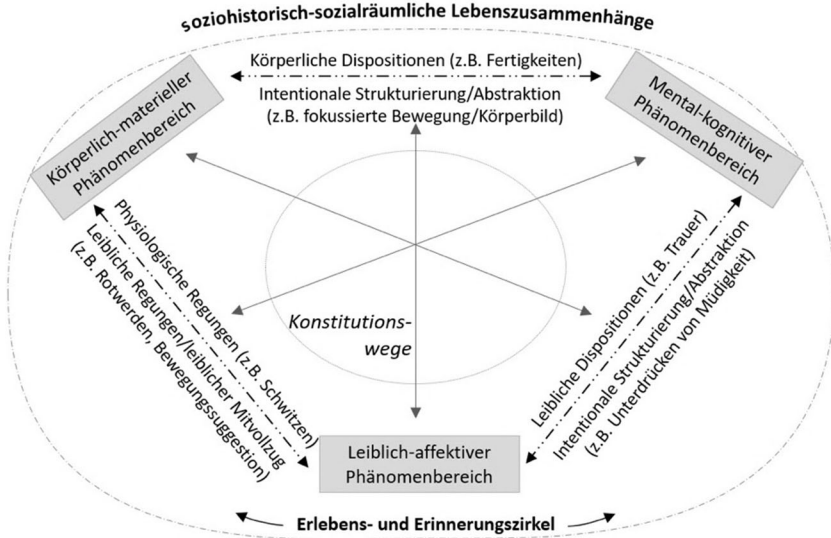 soziohistorisch-sozialräumliche Lebenszusammenhänge
Körperliche Dispositionen (z.B. Fertigkeiten)
Intentionale Strukturierung/Abstraktion
(z.B. fokussierte Bewegung/Körperbild)
Körperlich-materieller
Phänomenbereich
Mental-kognitiver
Phänomenbereich
Physiologische Regungen (z.B. Schwitzen)
Leibliche Regungen/leiblicher Mitvollzug
(z.B. Rotwerden, Bewegungssuggestion)
Konstitutions-
wege
Leibliche Dispositionen (z.B. Trauer)
Intentionale Strukturierung/Abstraktion
(z.B. Unterdrücken von Müdigkeit)
Leiblich-affektiver
Phänomenbereich
Erlebens- und Erinnerungszirkel